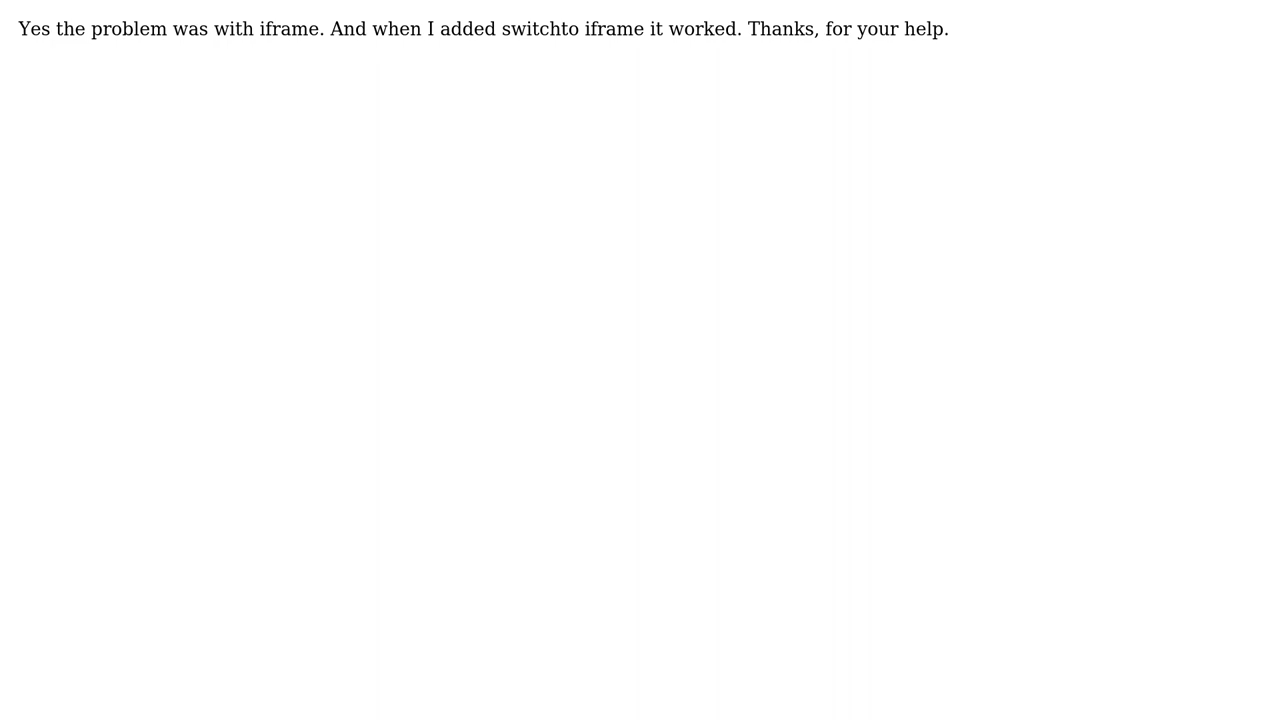 Yes the problem was with iframe. And when I added switchto iframe it worked. Thanks, for your help.